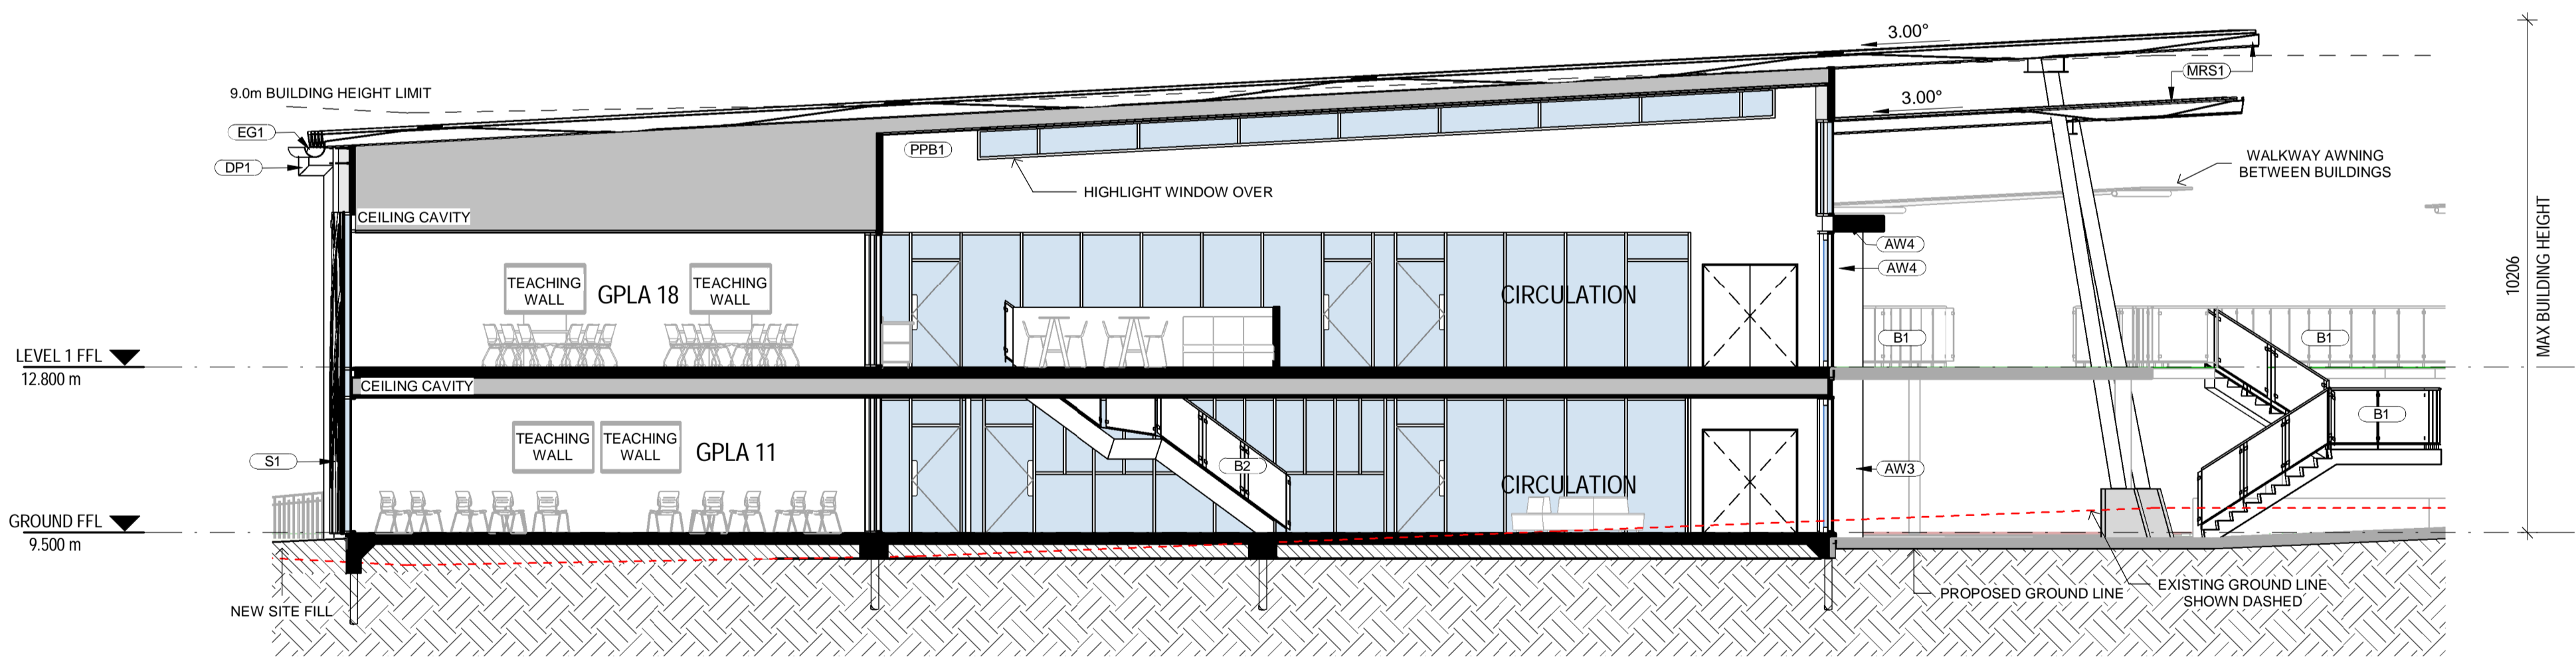 3.00°
MRS1
9.0m BUILDING HEIGHT LIMIT
3.00°
EG1
PPB1
DP1
WALKWAY AWNING
BETWEEN BUILDINGS
HIGHLIGHT WINDOW OVER
CEILING CAVITY
AW4
AW4
TEACHING
WALL
GPLA 18
TEACHING
WALL
CIRCULATION
10206
MAX BUILDING HEIGHT
B1
B1
LEVEL 1 FFL
12.800 m
CEILING CAVITY
B1
TEACHING
WALL
TEACHING
WALL
GPLA 11
S1
B2
AW3
CIRCULATION
GROUND FFL
9.500 m
NEW SITE FILL
PROPOSED GROUND LINE
EXISTING GROUND LINE
SHOWN DASHED